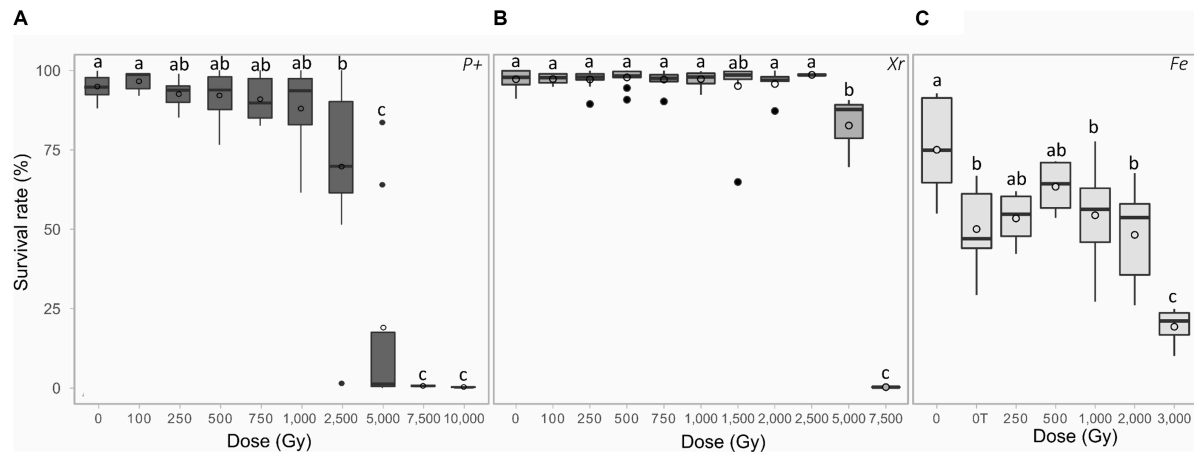 A B C
a a ab ab ab ab b P+
c
c c
a a a a a a ab a a Xr
b
c
a Fe
b ab ab b b
c
Survival rate (%)
100
75
50
25
0
0 100 250 500 750 1,000 2,500 5,000 7,500 10,000
Dose (Gy)
0 100 250 500 750 1,000 1,500 2,000 2,500 5,000 7,500
Dose (Gy)
0 0T 250 500 1,000 2,000 3,000
Dose (Gy)